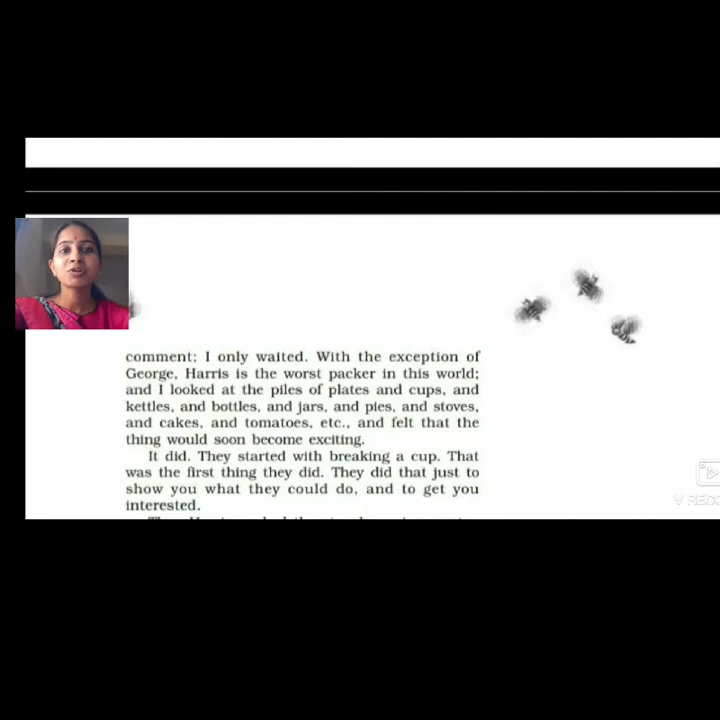 comment; I only waited. With the exception of
George, Harris is the worst packer in this world;
and I looked at the piles of plates and cups, and
kettles, and bottles, and jars, and pies, and stoves,
and cakes, and tomatoes, etc., and felt that the
thing would soon become exciting.
It did. They started with breaking a cup. That
was the first thing they did. They did that just to
show you what they could do, and to get you
interested.
V RECO